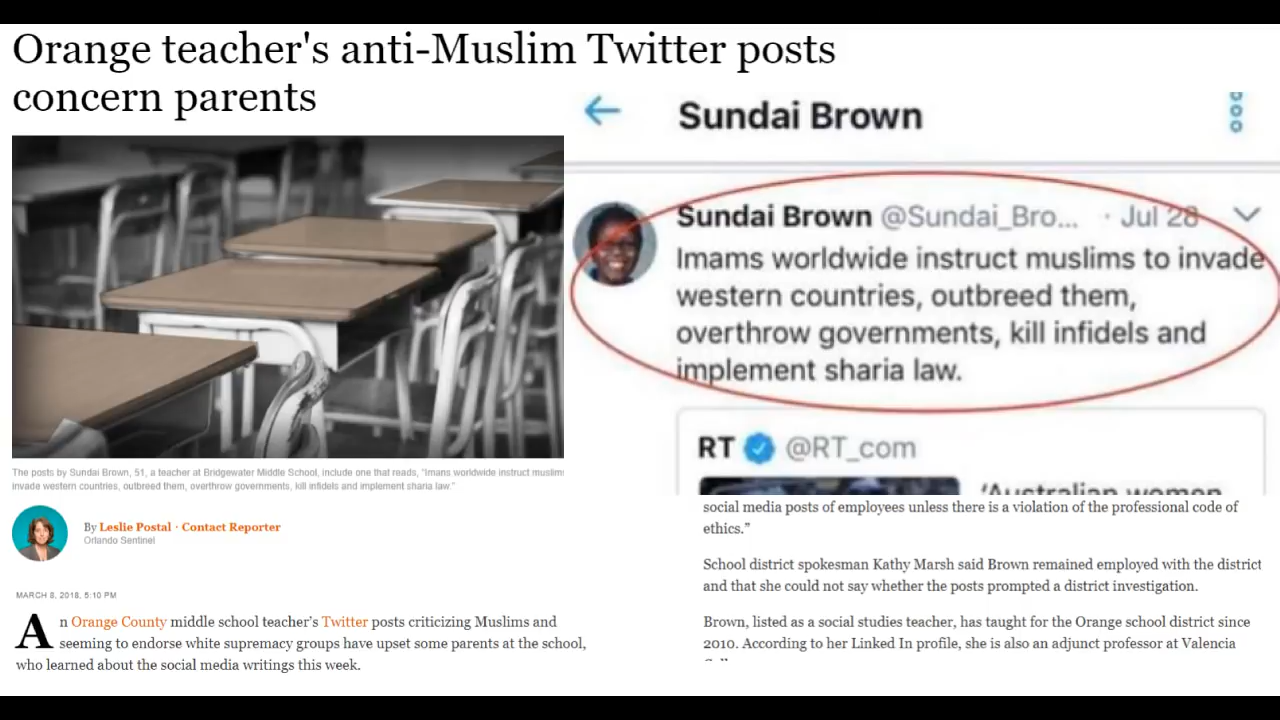 Orange teacher's anti-Muslim Twitter posts
concern parents
The posts by Sundai Brown, 51, a teacher at Bridgewater Middle School, include one that reads, "Imams worldwide instruct muslims
invade western countries, outbreed them, overthrow governments, kill infidels and implement sharia law."
By Leslie Postal · Contact Reporter
Orlando Sentinel
MARCH 8, 2018, 5:10 PM
An Orange County middle school teacher's Twitter posts criticizing Muslims and
seeming to endorse white supremacy groups have upset some parents at the school,
who learned about the social media writings this week.
Sundai Brown
Sundai Brown @Sundai_Bro... · Jul 28
Imams worldwide instruct muslims to invade
western countries, outbreed them,
overthrow governments, kill infidels and
implement sharia law.
RT @RT_com
'Australian women
social media posts of employees unless there is a violation of the professional code of
ethics."
School district spokesman Kathy Marsh said Brown remained employed with the district
and that she could not say whether the posts prompted a district investigation.
Brown, listed as a social studies teacher, has taught for the Orange school district since
2010. According to her Linked In profile, she is also an adjunct professor at Valencia